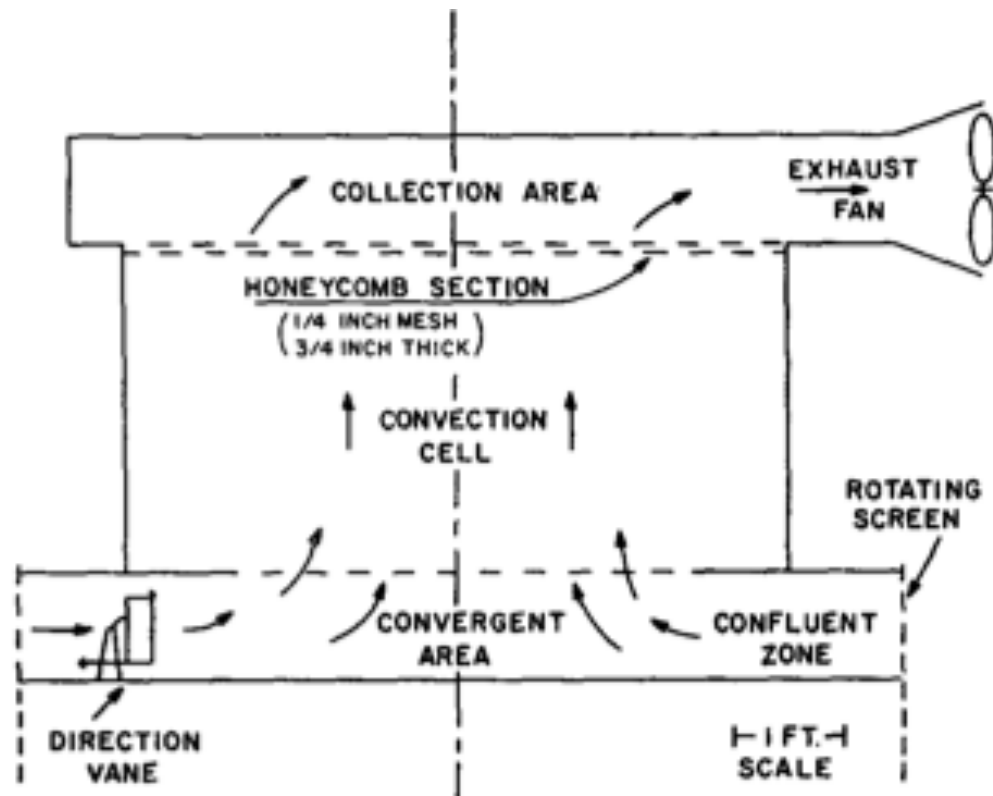 EXHAUST
FAN
COLLECTION AREA
HONEYCOMB SECTION
(1/4 INCH MESH
3/4 INCH THICK)
CONVECTION
CELL
ROTATING
SCREEN
CONVERGENT
AREA
CONFLUENT
ZONE
DIRECTION
VANE
1 FT.
SCALE